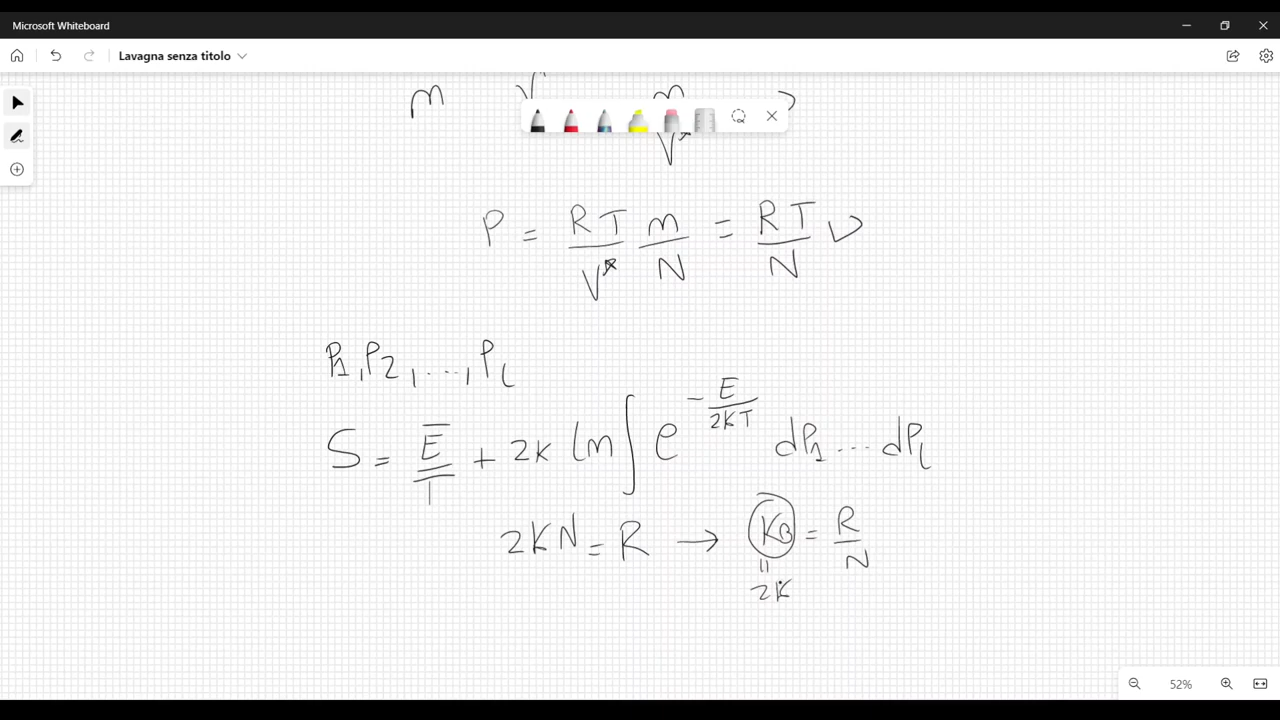 Microsoft Whiteboard
Lavagna senza titolo
m V* m ν
V*
P = RT/V* m/N = RT/N ν
P1, P2, ..., Pl
S = E̅/T + 2K ln ∫ e^(-E/2KT) dP1 ... dPl
2KN = R → KB = R/N
2K
52%